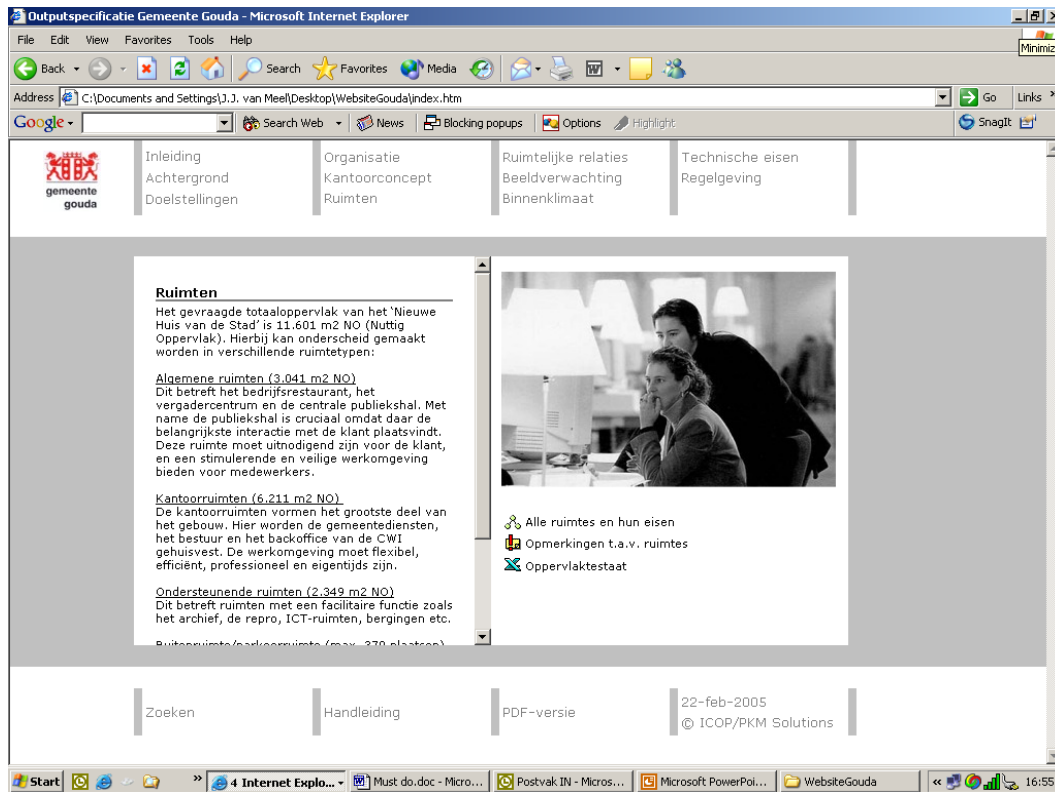 Outputspecificatie Gemeente Gouda - Microsoft Internet Explorer
File Edit View Favorites Tools Help
Minimiz
Back Search Favorites Media
Address C:\Documents and Settings\J.J. van Meel\Desktop\WebsiteGouda\index.htm Go Links »
Google Search Web News Blocking popups Options Highlight SnagIt
gemeente
gouda
Inleiding Organisatie Ruimtelijke relaties Technische eisen
Achtergrond Kantoorconcept Beeldverwachting Regelgeving
Doelstellingen Ruimten Binnenklimaat
Ruimten
Het gevraagde totaaloppervlak van het 'Nieuwe
Huis van de Stad' is 11.601 m2 NO (Nuttig
Oppervlak). Hierbij kan onderscheid gemaakt
worden in verschillende ruimtetypen:
Algemene ruimten (3.041 m2 NO)
Dit betreft het bedrijfsrestaurant, het
vergadercentrum en de centrale publiekshal. Met
name de publiekshal is cruciaal omdat daar de
belangrijkste interactie met de klant plaatsvindt.
Deze ruimte moet uitnodigend zijn voor de klant,
en een stimulerende en veilige werkomgeving
bieden voor medewerkers.
Kantoorruimten (6.211 m2 NO)
De kantoorruimten vormen het grootste deel van
het gebouw. Hier worden de gemeentediensten,
het bestuur en het backoffice van de CWI
gehuisvest. De werkomgeving moet flexibel,
efficiënt, professioneel en eigentijds zijn.
Ondersteunende ruimten (2.349 m2 NO)
Dit betreft ruimten met een facilitaire functie zoals
het archief, de repro, ICT-ruimten, bergingen etc.
Buitenruimte/parkeerruimte (max. 370 plaatsen)
Alle ruimtes en hun eisen
Opmerkingen t.a.v. ruimtes
Oppervlaktestaat
Zoeken Handleiding PDF-versie
22-feb-2005
© ICOP/PKM Solutions
Start » 4 Internet Explo... Must do.doc - Micro... Postvak IN - Micros... Microsoft PowerPoi... WebsiteGouda « 16:55